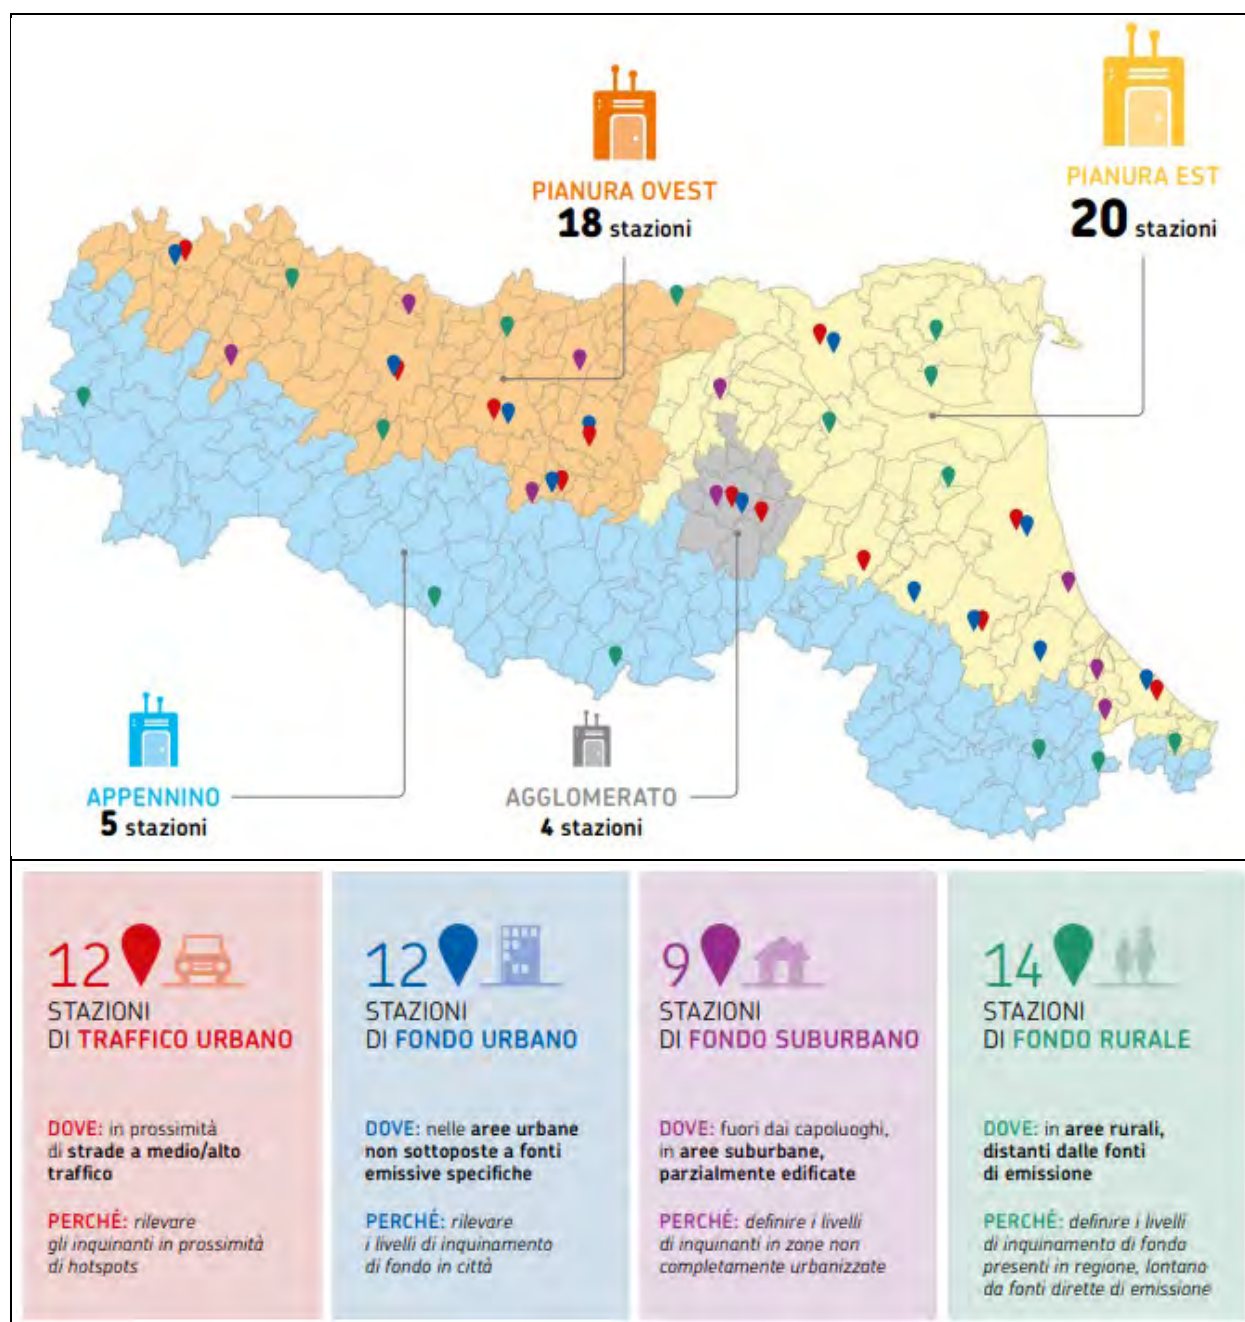 PIANURA OVEST
18 stazioni
PIANURA EST
20 stazioni
APPENNINO
5 stazioni
AGGLOMERATO
4 stazioni
12
STAZIONI
DI TRAFFICO URBANO
DOVE: in prossimità
di strade a medio/alto
traffico
PERCHÉ: rilevare
gli inquinanti in prossimità
di hotspots
12
STAZIONI
DI FONDO URBANO
DOVE: nelle aree urbane
non sottoposte a fonti
emissive specifiche
PERCHÉ: rilevare
i livelli di inquinamento
di fondo in città
9
STAZIONI
DI FONDO SUBURBANO
DOVE: fuori dai capoluoghi,
in aree suburbane,
parzialmente edificate
PERCHÉ: definire i livelli
di inquinanti in zone non
completamente urbanizzate
14
STAZIONI
DI FONDO RURALE
DOVE: in aree rurali,
distanti dalle fonti
di emissione
PERCHÉ: definire i livelli
di inquinamento di fondo
presenti in regione, lontano
da fonti dirette di emissione